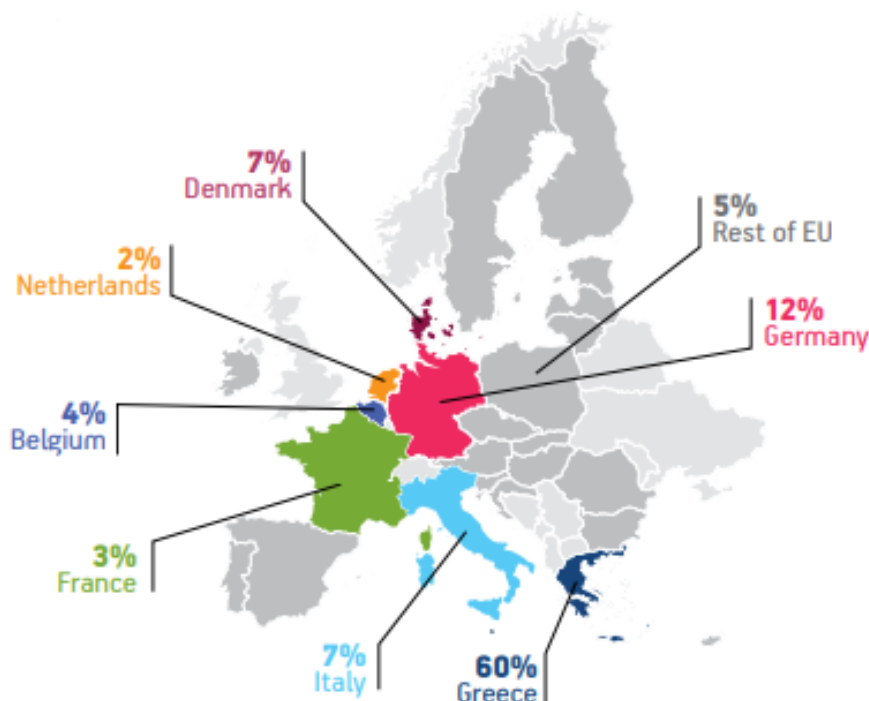 7%
Denmark
5%
Rest of EU
2%
Netherlands
12%
Germany
4%
Belgium
3%
France
7%
Italy
60%
Greece